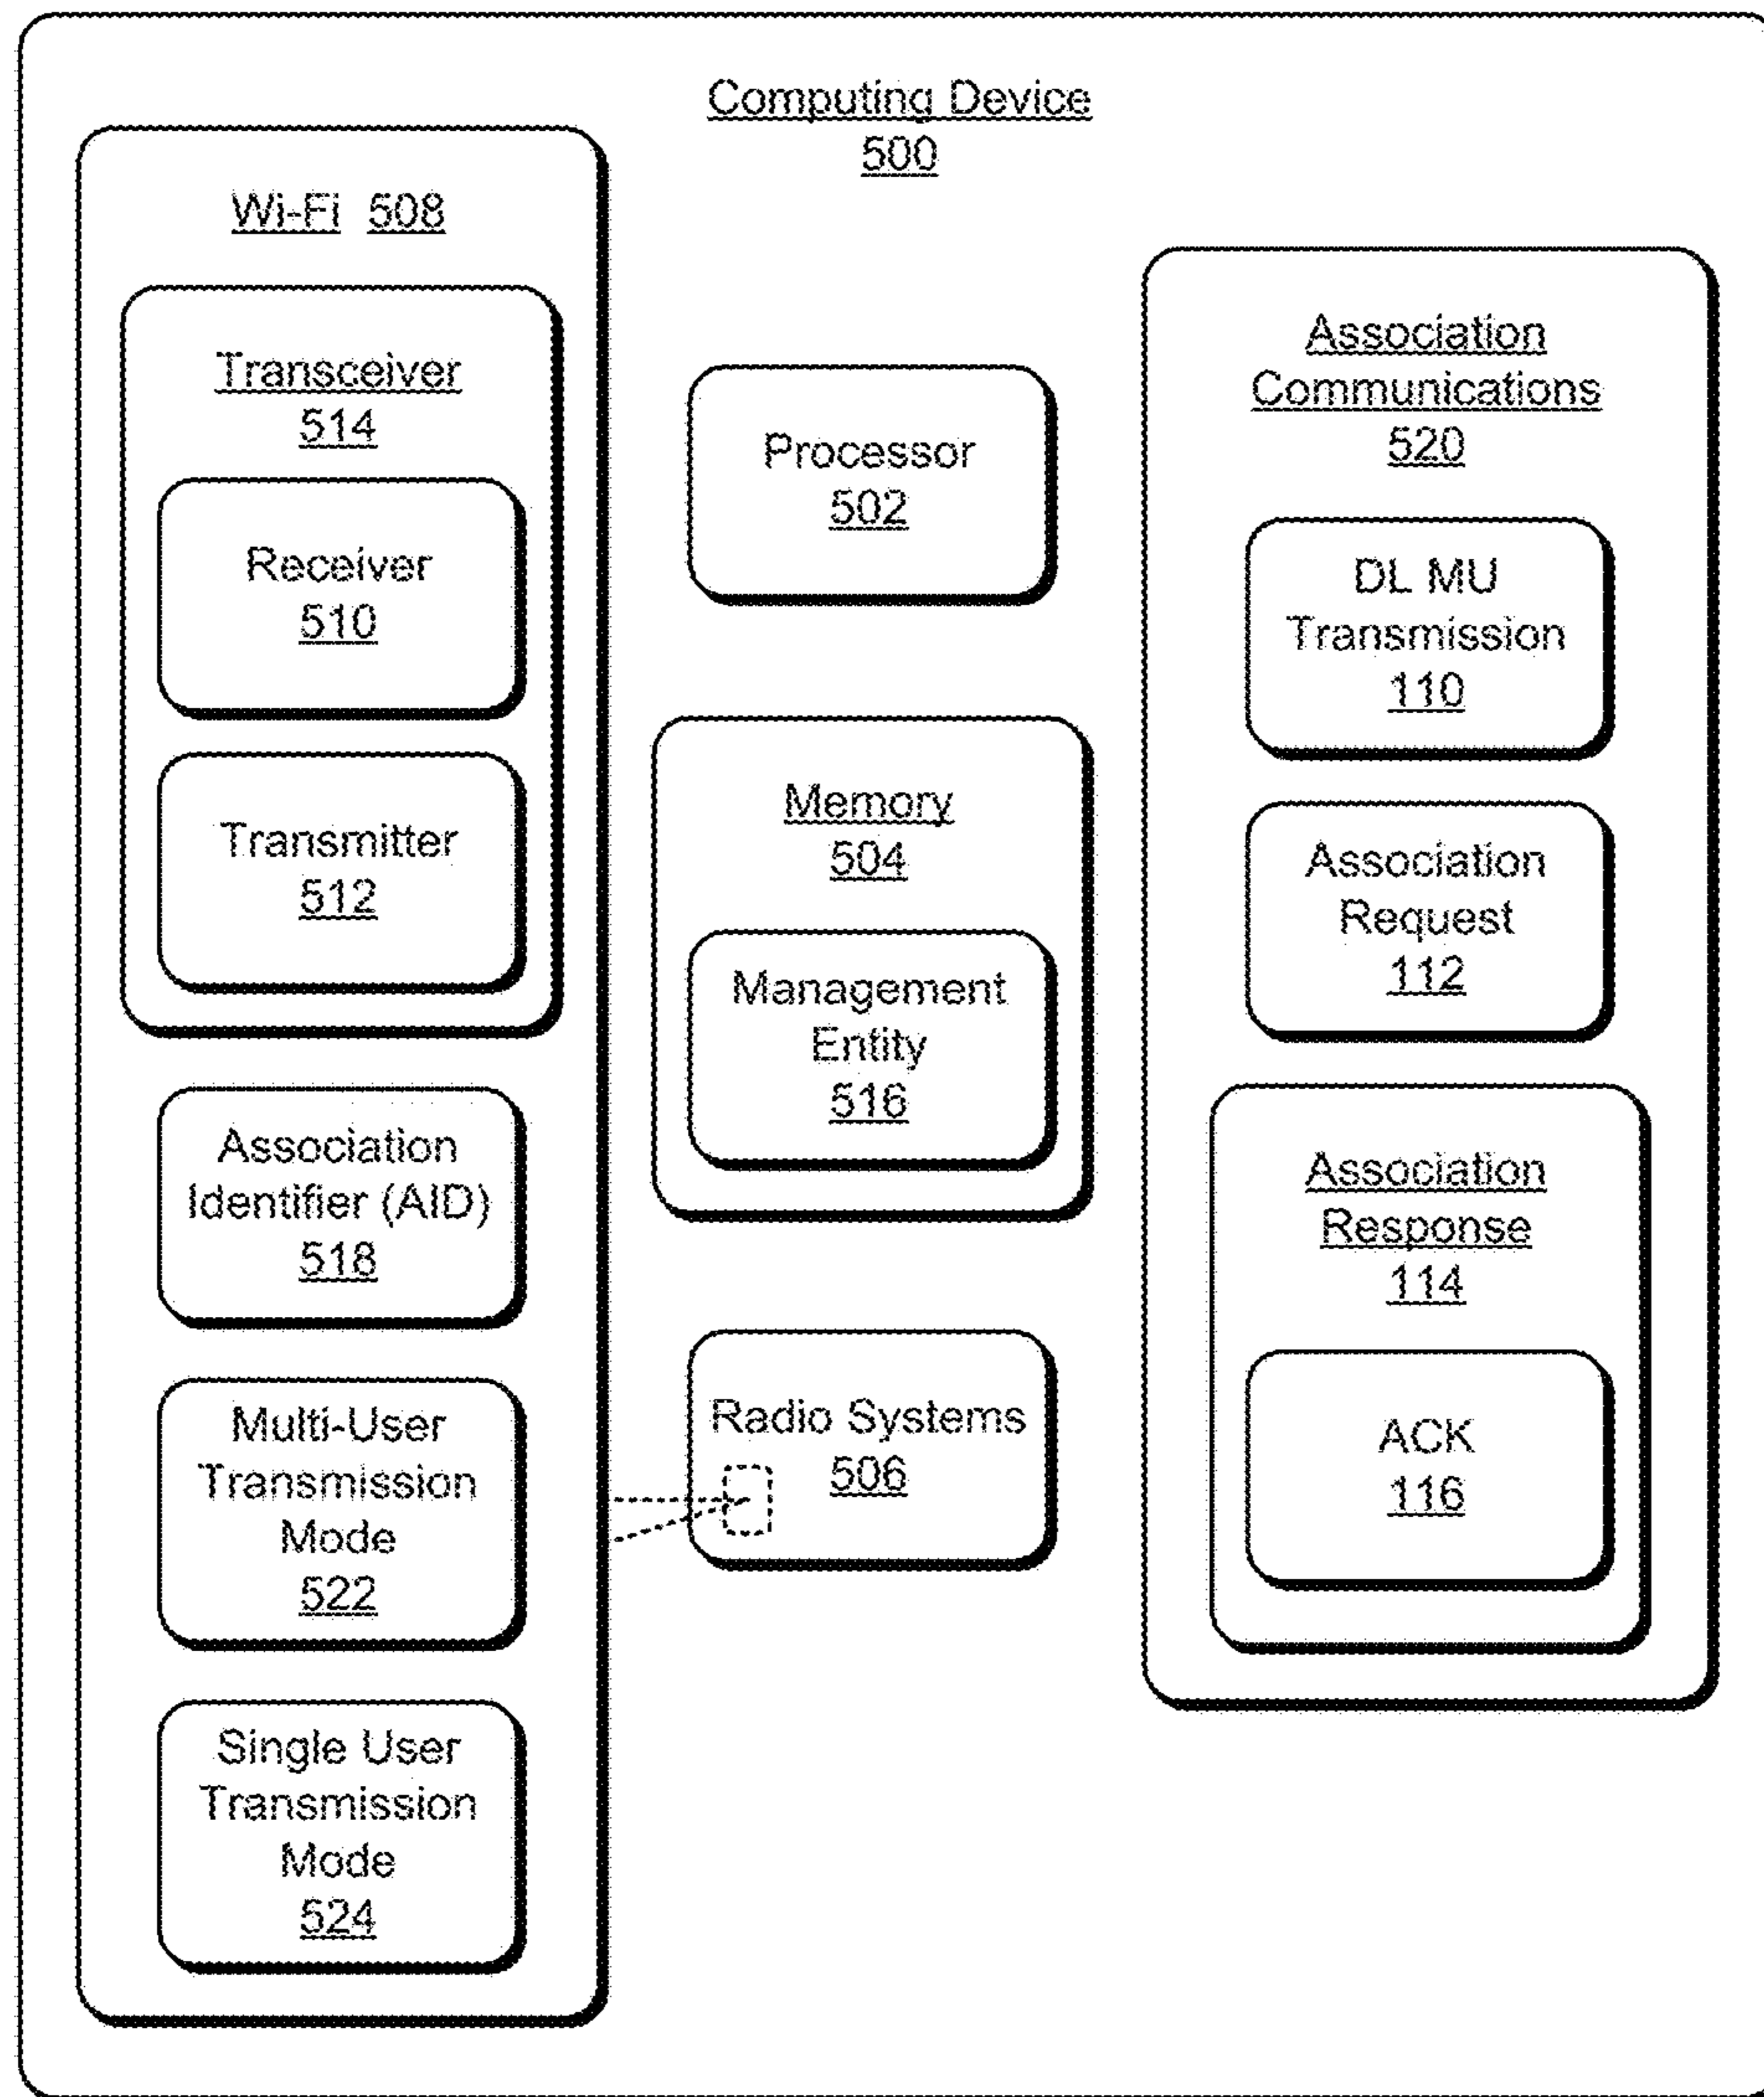 Computing Device
500
Wi-Fi 508
Transceiver
514
Receiver
510
Transmitter
512
Association
Identifier (AID)
518
Multi-User
Transmission
Mode
522
Single User
Transmission
Mode
524
Processor
502
Memory
504
Management
Entity
516
Radio Systems
506
Association
Communications
520
DL MU
Transmission
110
Association
Request
112
Association
Response
114
ACK
116